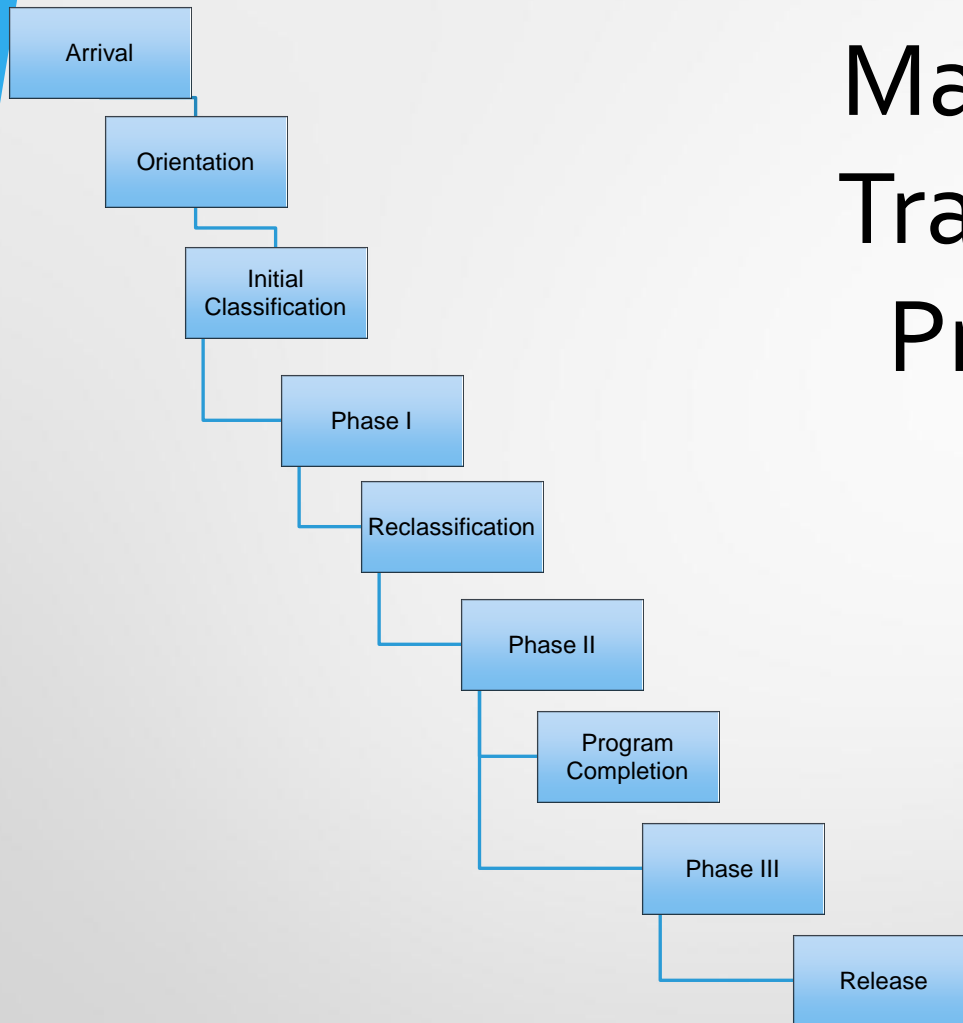 Arrival
Orientation
Initial
Classification
Phase I
Reclassification
Phase II
Program
Completion
Phase III
Release
Ma
Tra
Pr